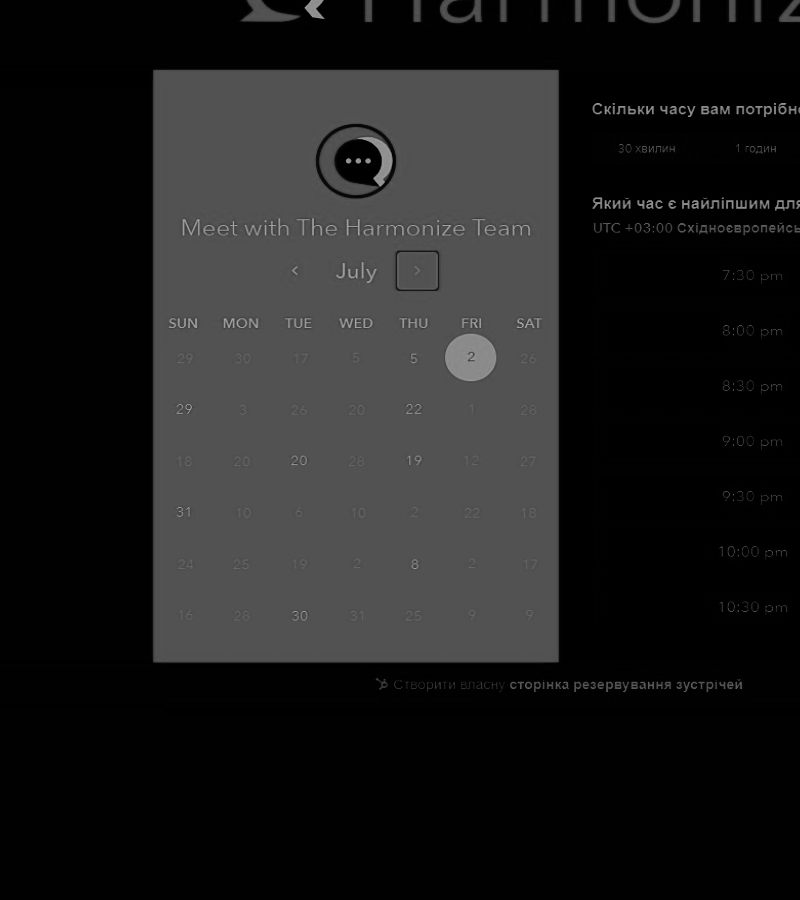 Harmoniz
Meet with The Harmonize Team
July
SUN MON TUE WED THU FRI SAT
29 30 17 5 5 2 26
29 3 26 20 22 1 28
18 20 20 28 19 12 27
31 10 6 10 2 22 18
24 25 19 2 8 2 17
16 28 30 31 25 9 9
Скільки часу вам потрібно
30 хвилин 1 годин
Який час є найліпшим для
UTC +03:00 Східноєвропейсь
7:30 pm
8:00 pm
8:30 pm
9:00 pm
9:30 pm
10:00 pm
10:30 pm
Створити власну сторінка резервування зустрічей